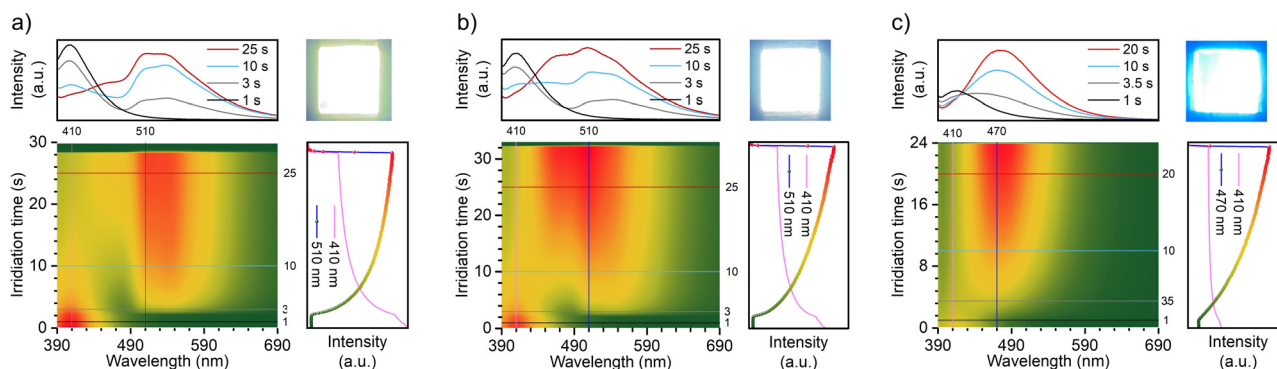 a)
Intensity
(a.u.)
25 s
10 s
3 s
1 s
410
510
Irridiation time (s)
30
20
10
0
25
10
3
1
510 nm
410 nm
390
490
590
690
Wavelength (nm)
Intensity
(a.u.)
b)
Intensity
(a.u.)
25 s
10 s
3 s
1 s
410
510
Irridiation time (s)
30
20
10
0
25
10
3
1
510 nm
410 nm
390
490
590
690
Wavelength (nm)
Intensity
(a.u.)
c)
Intensity
(a.u.)
20 s
10 s
3.5 s
1 s
410
470
Irridiation time (s)
24
16
8
0
20
10
35
1
470 nm
410 nm
390
490
590
690
Wavelength (nm)
Intensity
(a.u.)